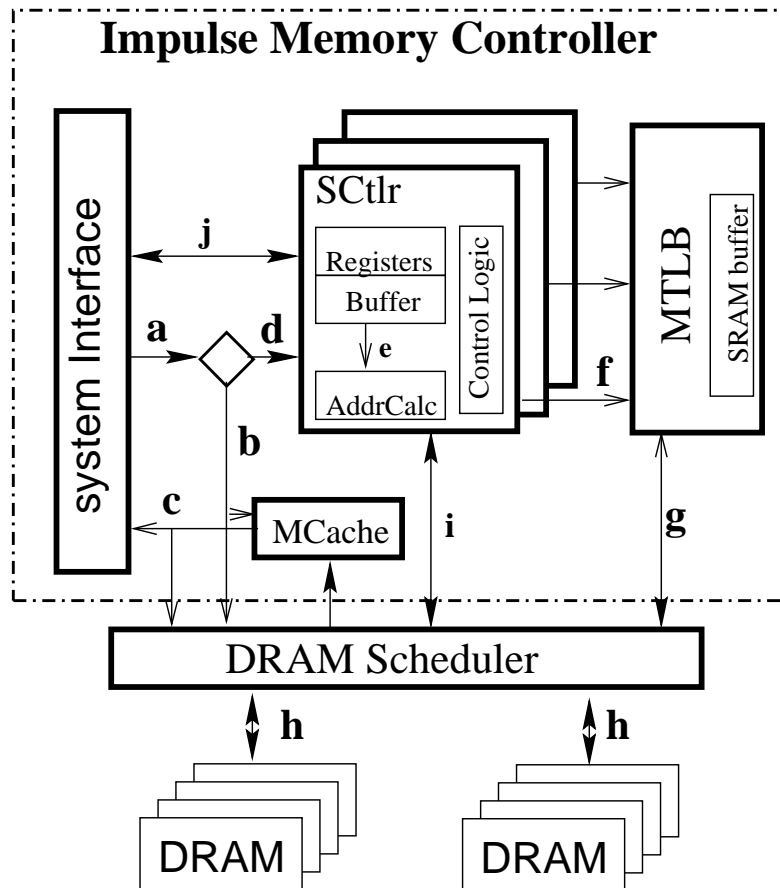 Impulse Memory Controller
system Interface
SCtlr
Registers
Buffer
e
AddrCalc
Control Logic
MTLB
SRAM buffer
j
a
d
f
b
c
MCache
i
g
DRAM Scheduler
h
h
DRAM
DRAM